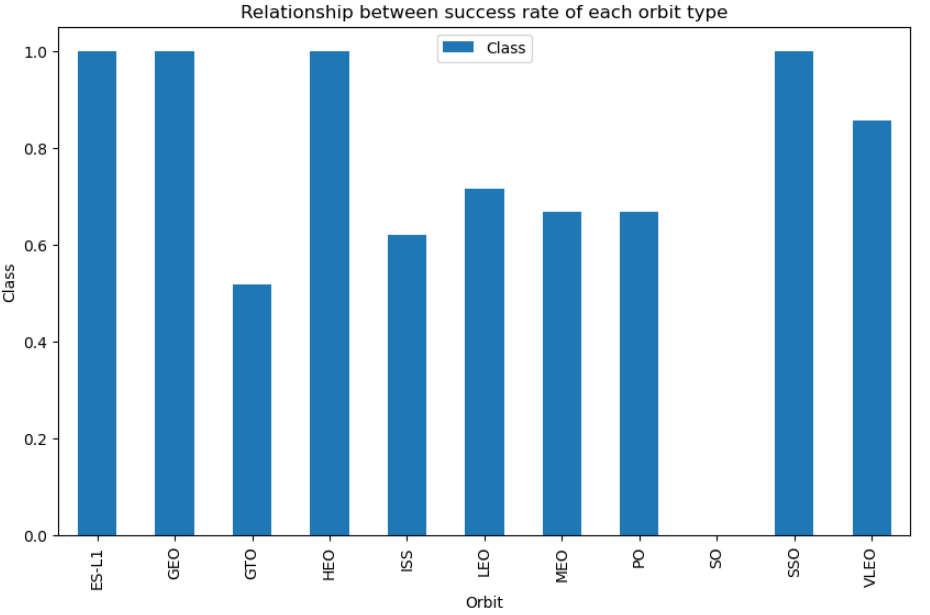 Relationship between success rate of each orbit type
Class
1.0
0.8
0.6
0.4
0.2
0.0
Class
ES-L1
GEO
GTO
HEO
ISS
LEO
MEO
PO
SO
SSO
VLEO
Orbit